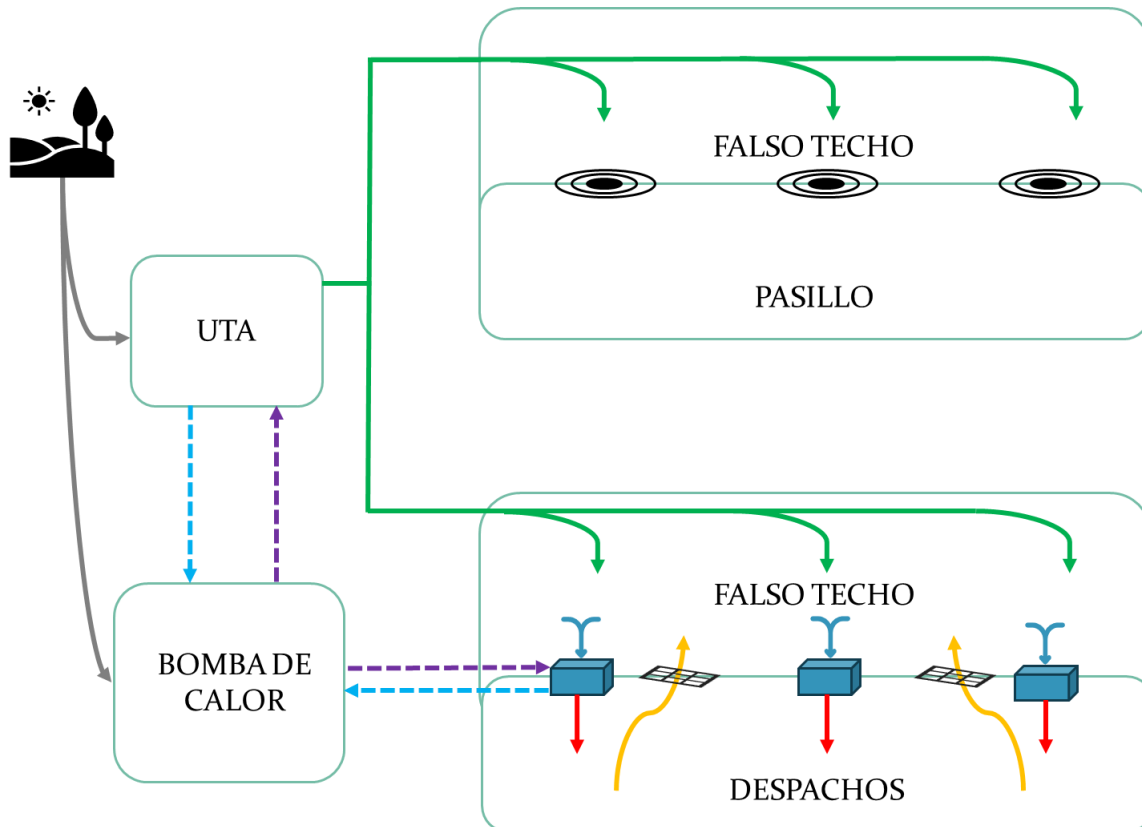 FALSO TECHO
PASILLO
UTA
FALSO TECHO
BOMBA DE
CALOR
DESPACHOS